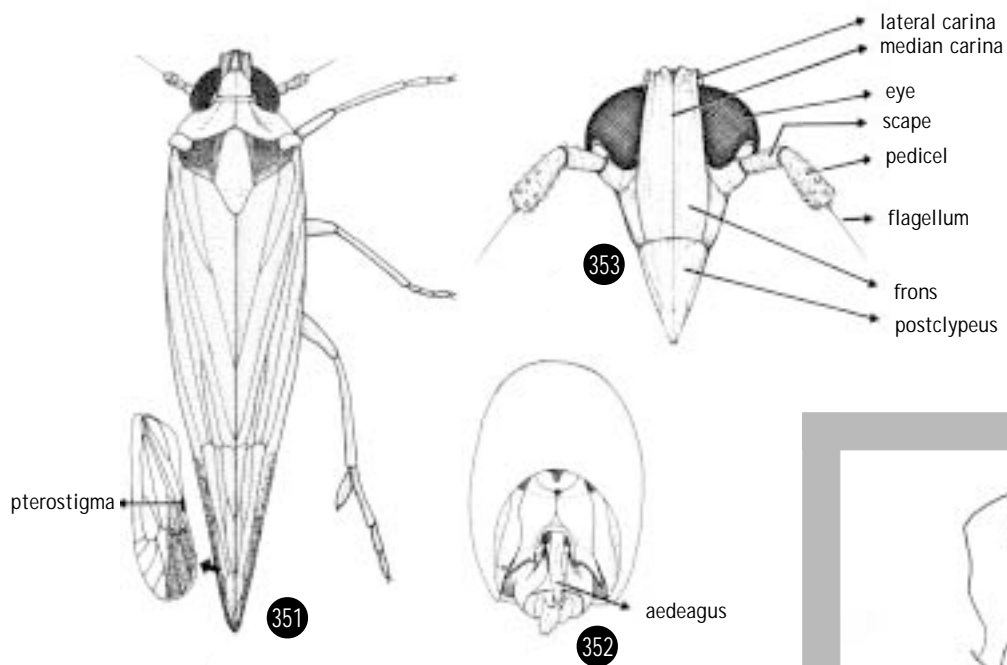 lateral carina
median carina
eye
scape
pedicel
flagellum
353
frons
postclypeus
pterostigma
351
aedeagus
352